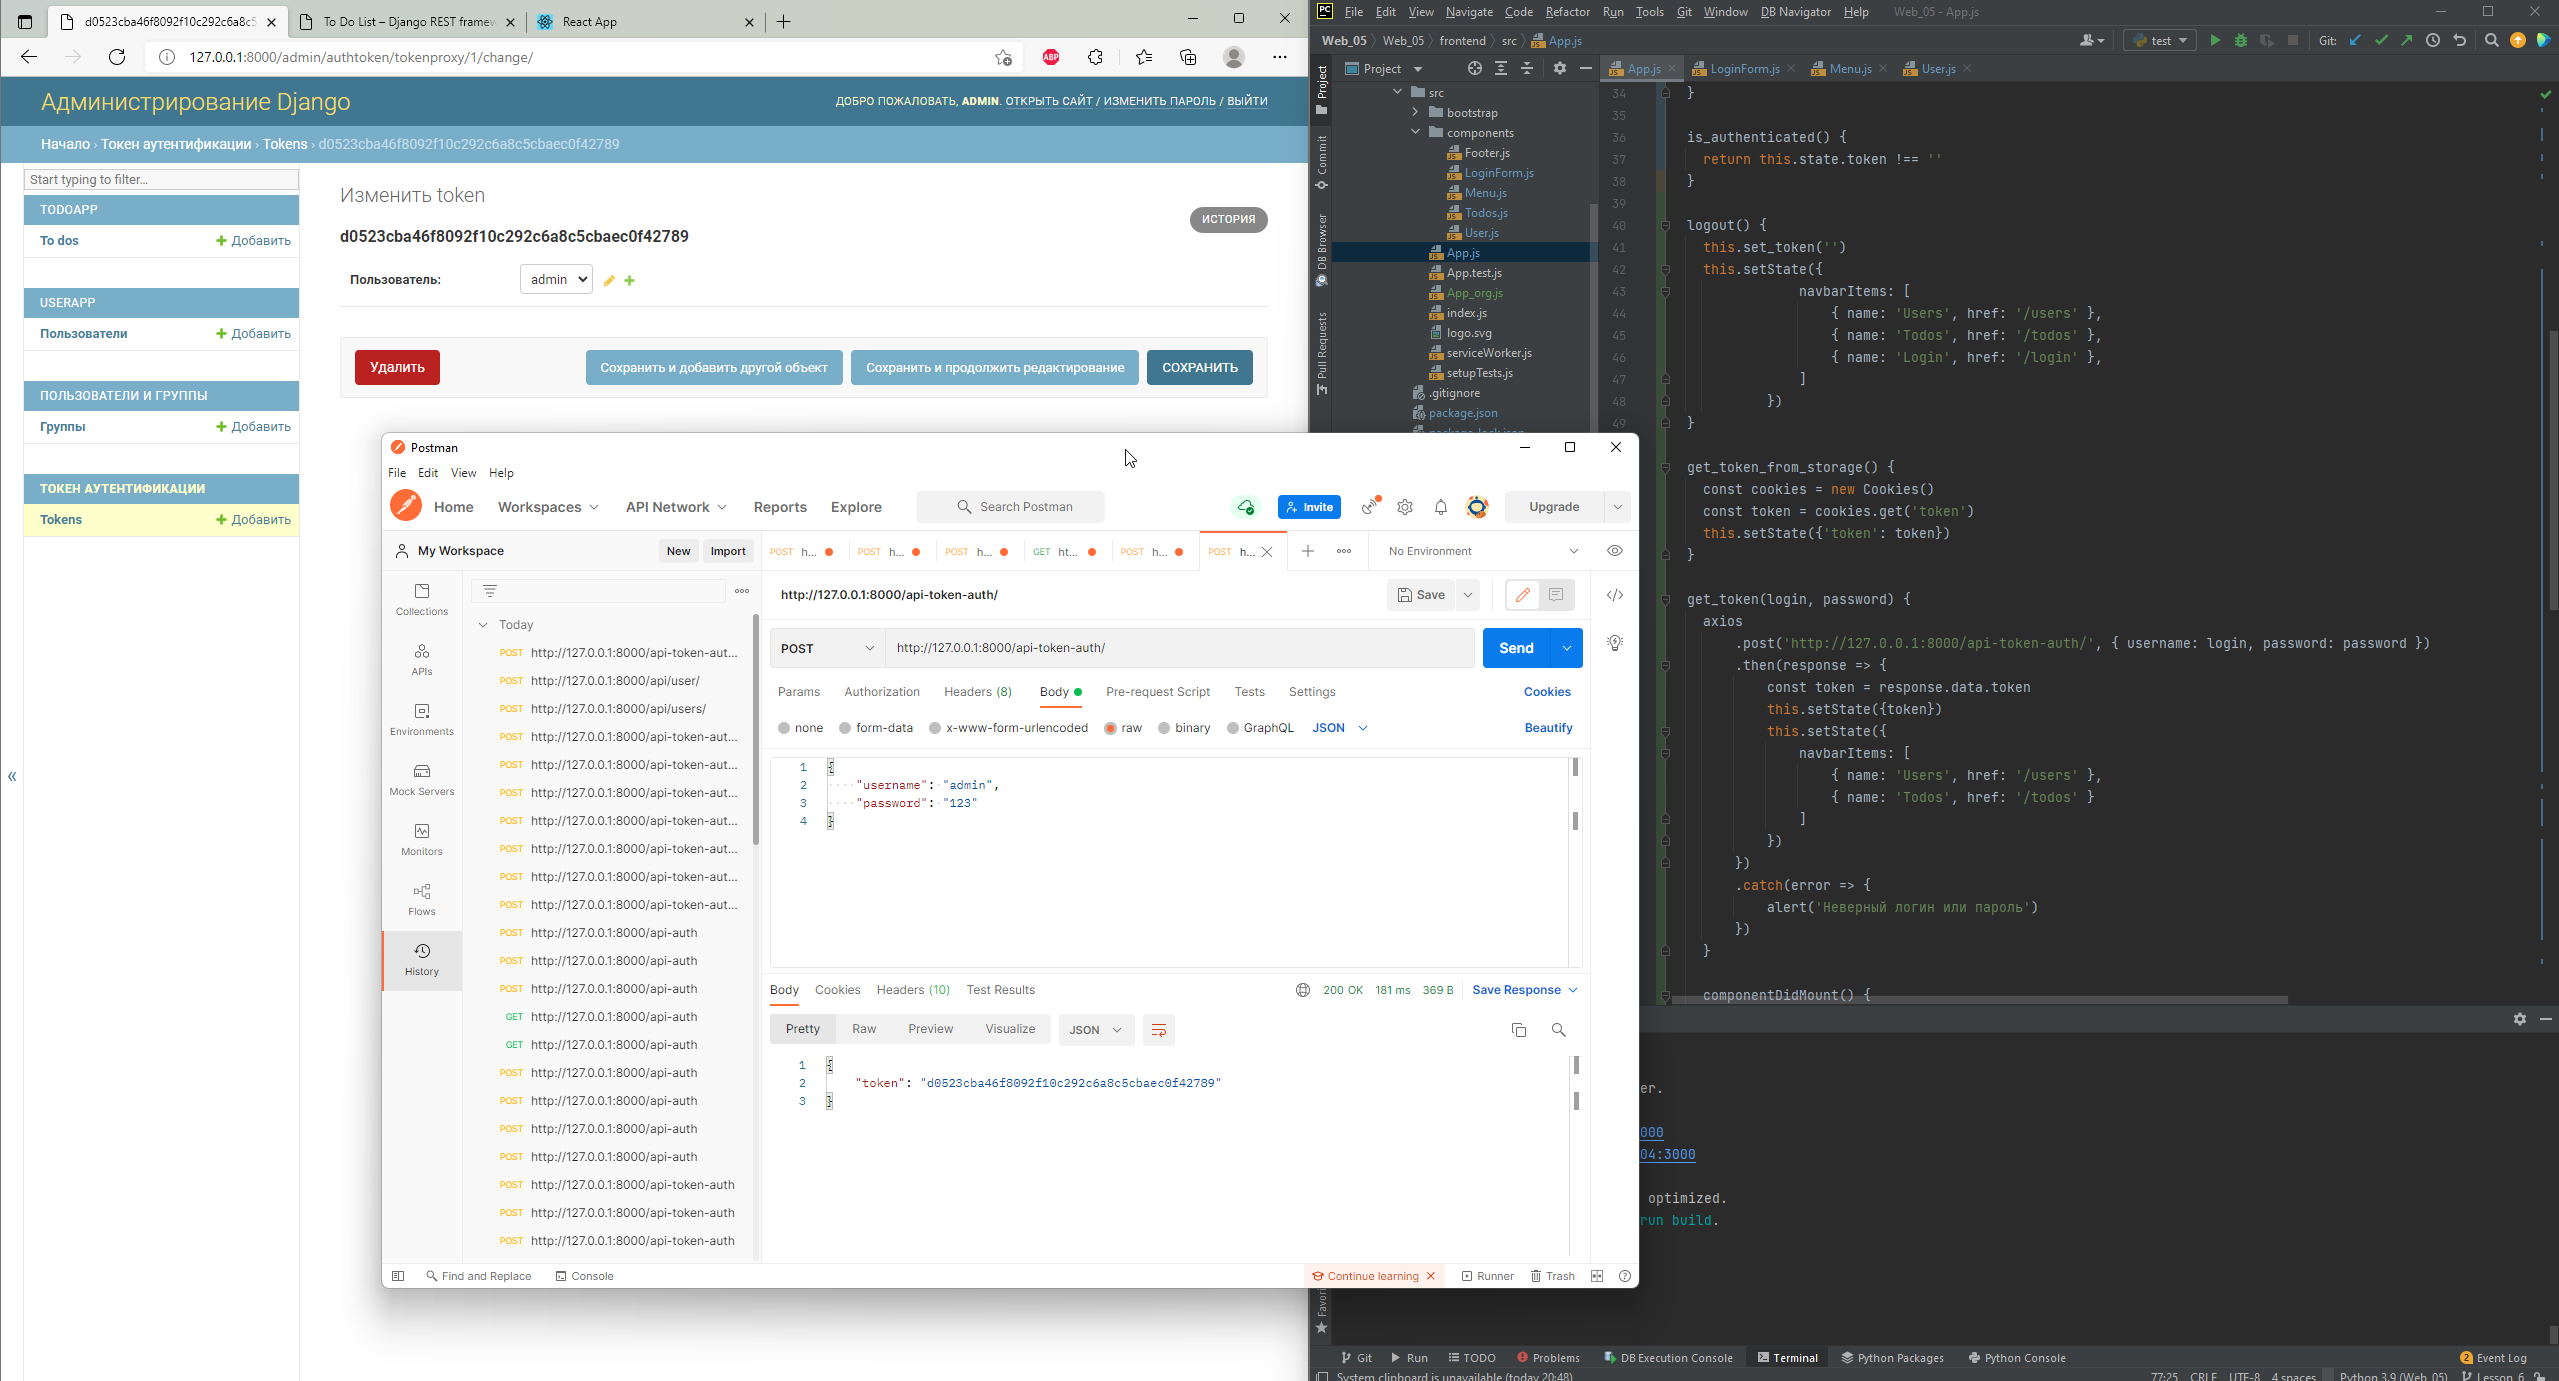 d0523cba46f8092f10c292c6a8c5
To Do List – Django REST framew
React App
127.0.0.1:8000/admin/authtoken/tokenproxy/1/change/
Администрирование Django
ДОБРО ПОЖАЛОВАТЬ, ADMIN. ОТКРЫТЬ САЙТ / ИЗМЕНИТЬ ПАРОЛЬ / ВЫЙТИ
Начало › Токен аутентификации › Tokens › d0523cba46f8092f10c292c6a8c5cbaec0f42789
Start typing to filter...
TODOAPP
To dos Добавить
USERAPP
Пользователи Добавить
ПОЛЬЗОВАТЕЛИ И ГРУППЫ
Группы Добавить
ТОКЕН АУТЕНТИФИКАЦИИ
Tokens Добавить
«
Изменить token
ИСТОРИЯ
d0523cba46f8092f10c292c6a8c5cbaec0f42789
Пользователь: admin
Удалить
Сохранить и добавить другой объект
Сохранить и продолжить редактирование
СОХРАНИТЬ
Postman
File Edit View Help
Home Workspaces API Network Reports Explore
Search Postman
Invite
Upgrade
My Workspace New Import
POST h...
POST h...
POST h...
GET ht...
POST h...
POST h...
No Environment
Collections
APIs
Environments
Mock Servers
Monitors
Flows
History
Today
POST http://127.0.0.1:8000/api-token-aut...
POST http://127.0.0.1:8000/api/user/
POST http://127.0.0.1:8000/api/users/
POST http://127.0.0.1:8000/api-token-aut...
POST http://127.0.0.1:8000/api-token-aut...
POST http://127.0.0.1:8000/api-token-aut...
POST http://127.0.0.1:8000/api-token-aut...
POST http://127.0.0.1:8000/api-token-aut...
POST http://127.0.0.1:8000/api-token-aut...
POST http://127.0.0.1:8000/api-token-aut...
POST http://127.0.0.1:8000/api-auth
POST http://127.0.0.1:8000/api-auth
POST http://127.0.0.1:8000/api-auth
GET http://127.0.0.1:8000/api-auth
GET http://127.0.0.1:8000/api-auth
POST http://127.0.0.1:8000/api-auth
POST http://127.0.0.1:8000/api-auth
POST http://127.0.0.1:8000/api-auth
POST http://127.0.0.1:8000/api-auth
POST http://127.0.0.1:8000/api-token-auth
POST http://127.0.0.1:8000/api-token-auth
POST http://127.0.0.1:8000/api-token-auth
http://127.0.0.1:8000/api-token-auth/
Save
POST http://127.0.0.1:8000/api-token-auth/
Send
Params Authorization Headers (8) Body Pre-request Script Tests Settings Cookies
none form-data x-www-form-urlencoded raw binary GraphQL JSON Beautify
1 {
2 "username": "admin",
3 "password": "123"
4 }
Body Cookies Headers (10) Test Results 200 OK 181 ms 369 B Save Response
Pretty Raw Preview Visualize JSON
1 {
2 "token": "d0523cba46f8092f10c292c6a8c5cbaec0f42789"
3 }
Find and Replace Console
Continue learning Runner Trash
PC File Edit View Navigate Code Refactor Run Tools Git Window DB Navigator Help Web_05 - App.js
Web_05 Web_05 frontend src App.js
test Git:
Project
App.js LoginForm.js Menu.js User.js
Project
Commit
DB Browser
Pull Requests
src
bootstrap
components
Footer.js
LoginForm.js
Menu.js
Todos.js
User.js
App.js
App.test.js
App_org.js
index.js
logo.svg
serviceWorker.js
setupTests.js
.gitignore
package.json
34 }
35
36 is_authenticated() {
37 return this.state.token !== ''
38 }
39
40 logout() {
41 this.set_token('')
42 this.setState({
43 navbarItems: [
44 { name: 'Users', href: '/users' },
45 { name: 'Todos', href: '/todos' },
46 { name: 'Login', href: '/login' },
47 ]
48 })
49 }
get_token_from_storage() {
const cookies = new Cookies()
const token = cookies.get('token')
this.setState({'token': token})
}
get_token(login, password) {
axios
.post('http://127.0.0.1:8000/api-token-auth/', { username: login, password: password })
.then(response => {
const token = response.data.token
this.setState({token})
this.setState({
navbarItems: [
{ name: 'Users', href: '/users' },
{ name: 'Todos', href: '/todos' }
]
})
})
.catch(error => {
alert('Неверный логин или пароль')
})
}
componentDidMount() {
er.
000
04:3000
optimized.
run build.
Git Run TODO Problems DB Execution Console Terminal Python Packages Python Console 2 Event Log
System clipboard is unavailable (today 20:48)
77:25 CRLF UTF-8 4 spaces Python 3.9 (Web_05) Lesson_6